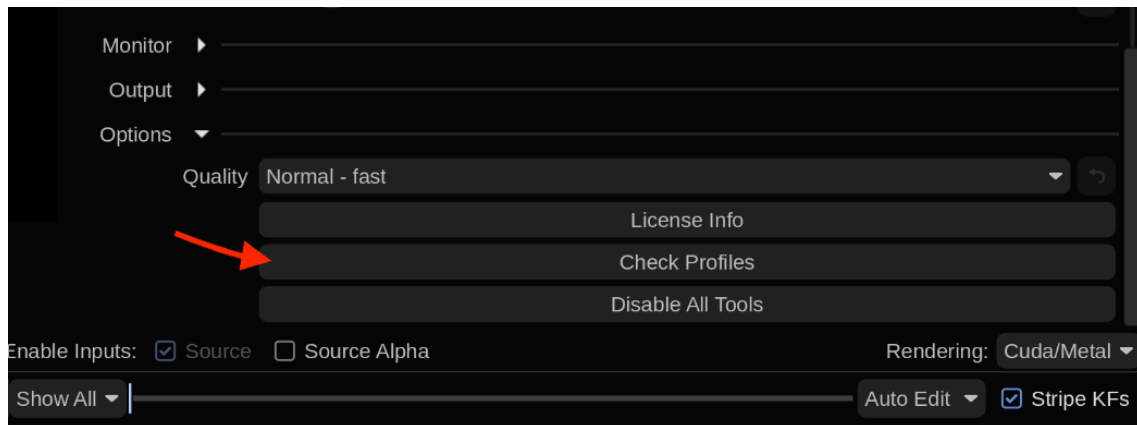 Monitor
Output
Options
Quality Normal - fast
License Info
Check Profiles
Disable All Tools
Enable Inputs: Source Source Alpha Rendering: Cuda/Metal
Show All Auto Edit Stripe KFs